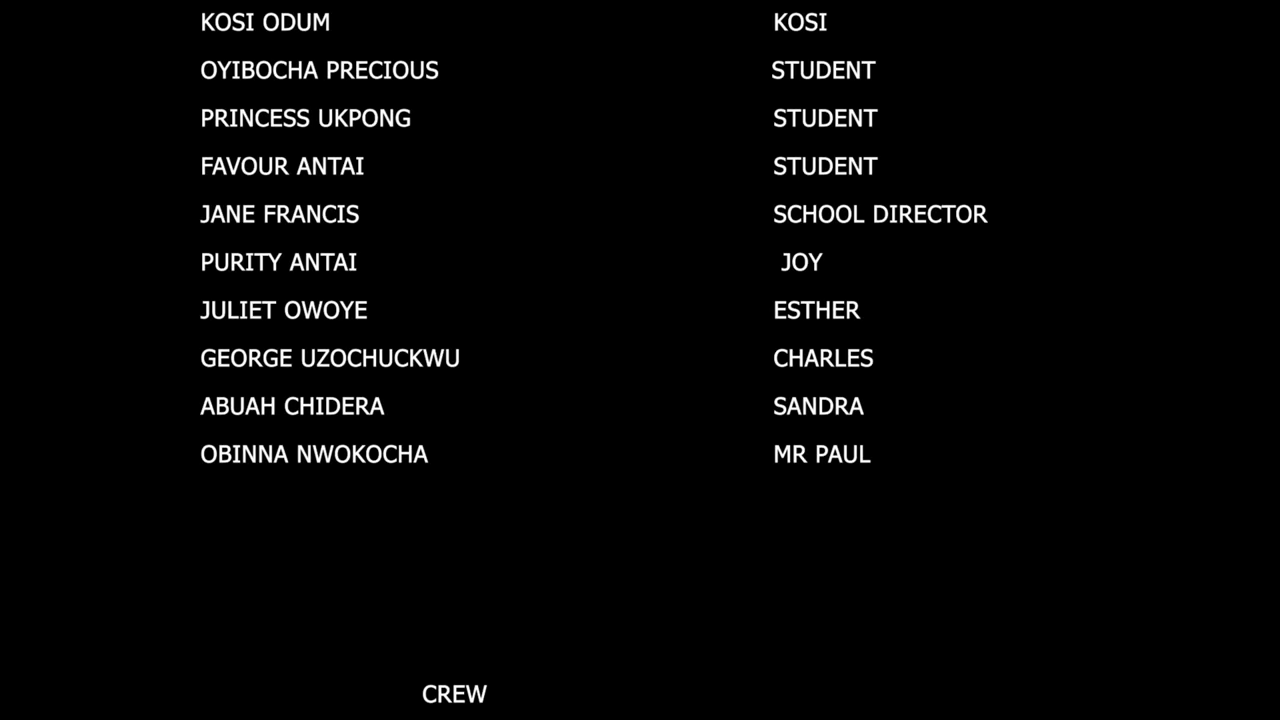 KOSI ODUM KOSI
OYIBOCHA PRECIOUS STUDENT
PRINCESS UKPONG STUDENT
FAVOUR ANTAI STUDENT
JANE FRANCIS SCHOOL DIRECTOR
PURITY ANTAI JOY
JULIET OWOYE ESTHER
GEORGE UZOCHUCKWU CHARLES
ABUAH CHIDERA SANDRA
OBINNA NWOKOCHA MR PAUL
CREW